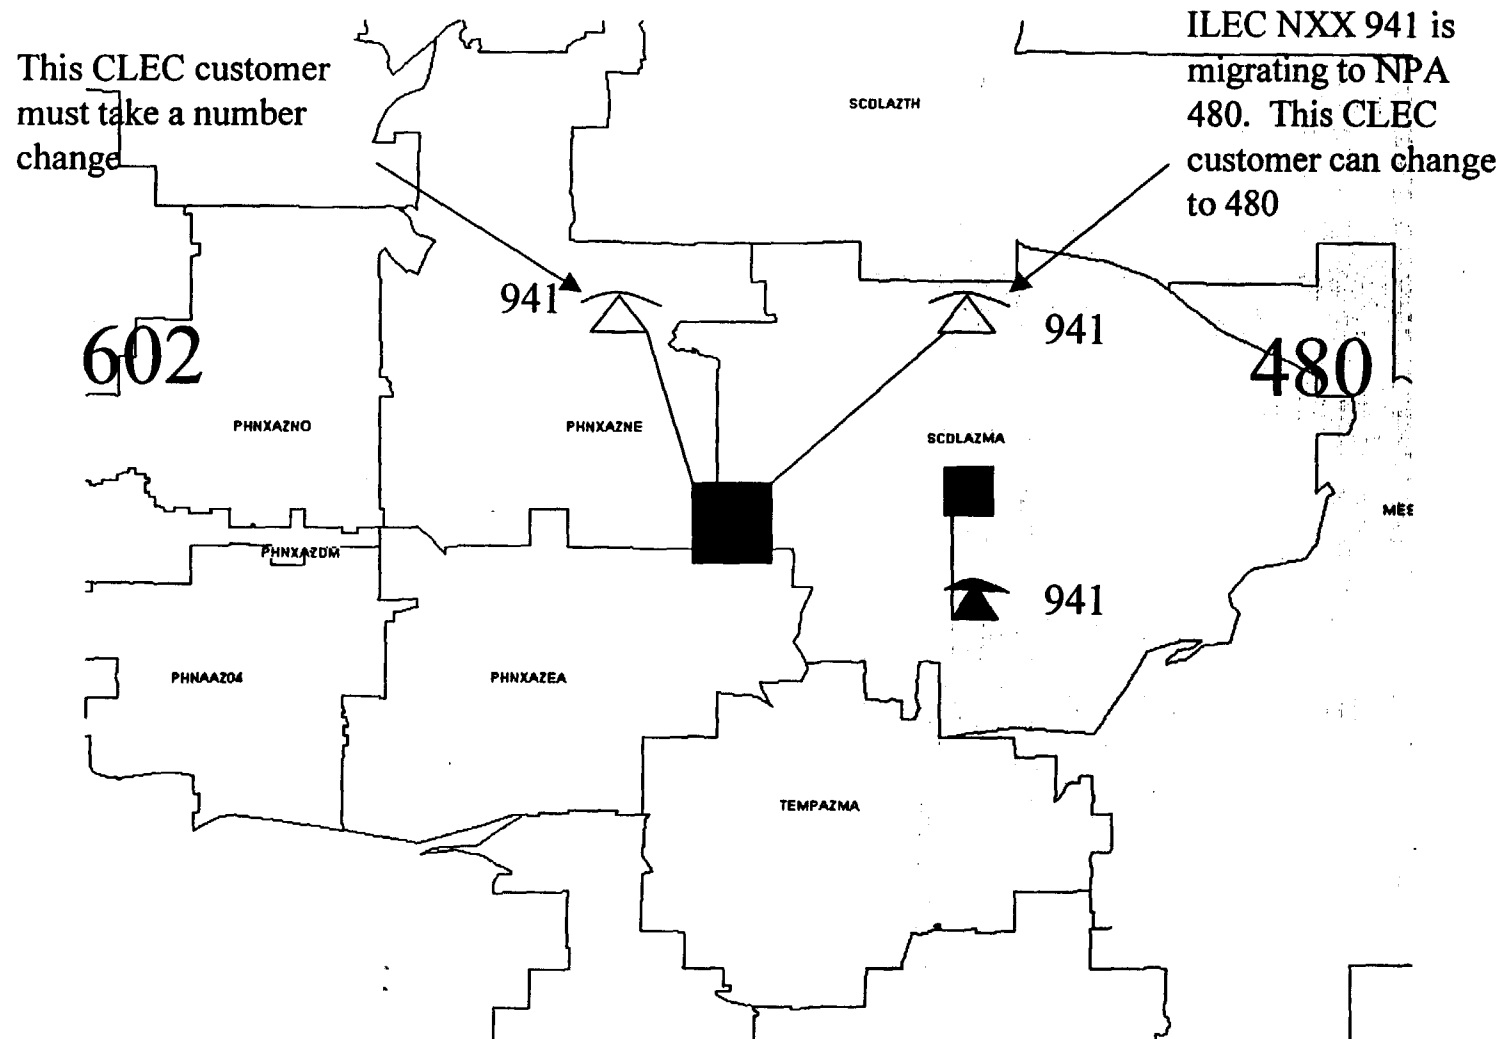 This CLEC customer
must take a number
change
ILEC NXX 941 is
migrating to NPA
480. This CLEC
customer can change
to 480
SCDLAZTH
941
941
602
480
PHNXAZNO
PHNXAZNE
SCDLAZMA
MEE
PHNXAZDM
941
PHNAAZ04
PHNXAZEA
TEMPAZMA